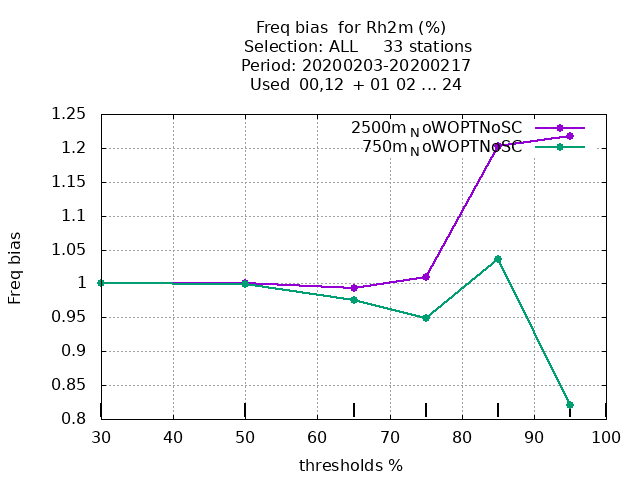 Freq bias  for Rh2m (%)
Selection: ALL     33 stations
Period: 20200203-20200217
Used  00,12  + 01 02 ... 24
2500m_NoWOPTNoSC
750m_NoWOPTNoSC
1.25
1.2
1.15
1.1
1.05
1
0.95
0.9
0.85
0.8
Freq bias
30 40 50 60 70 80 90 100
thresholds %